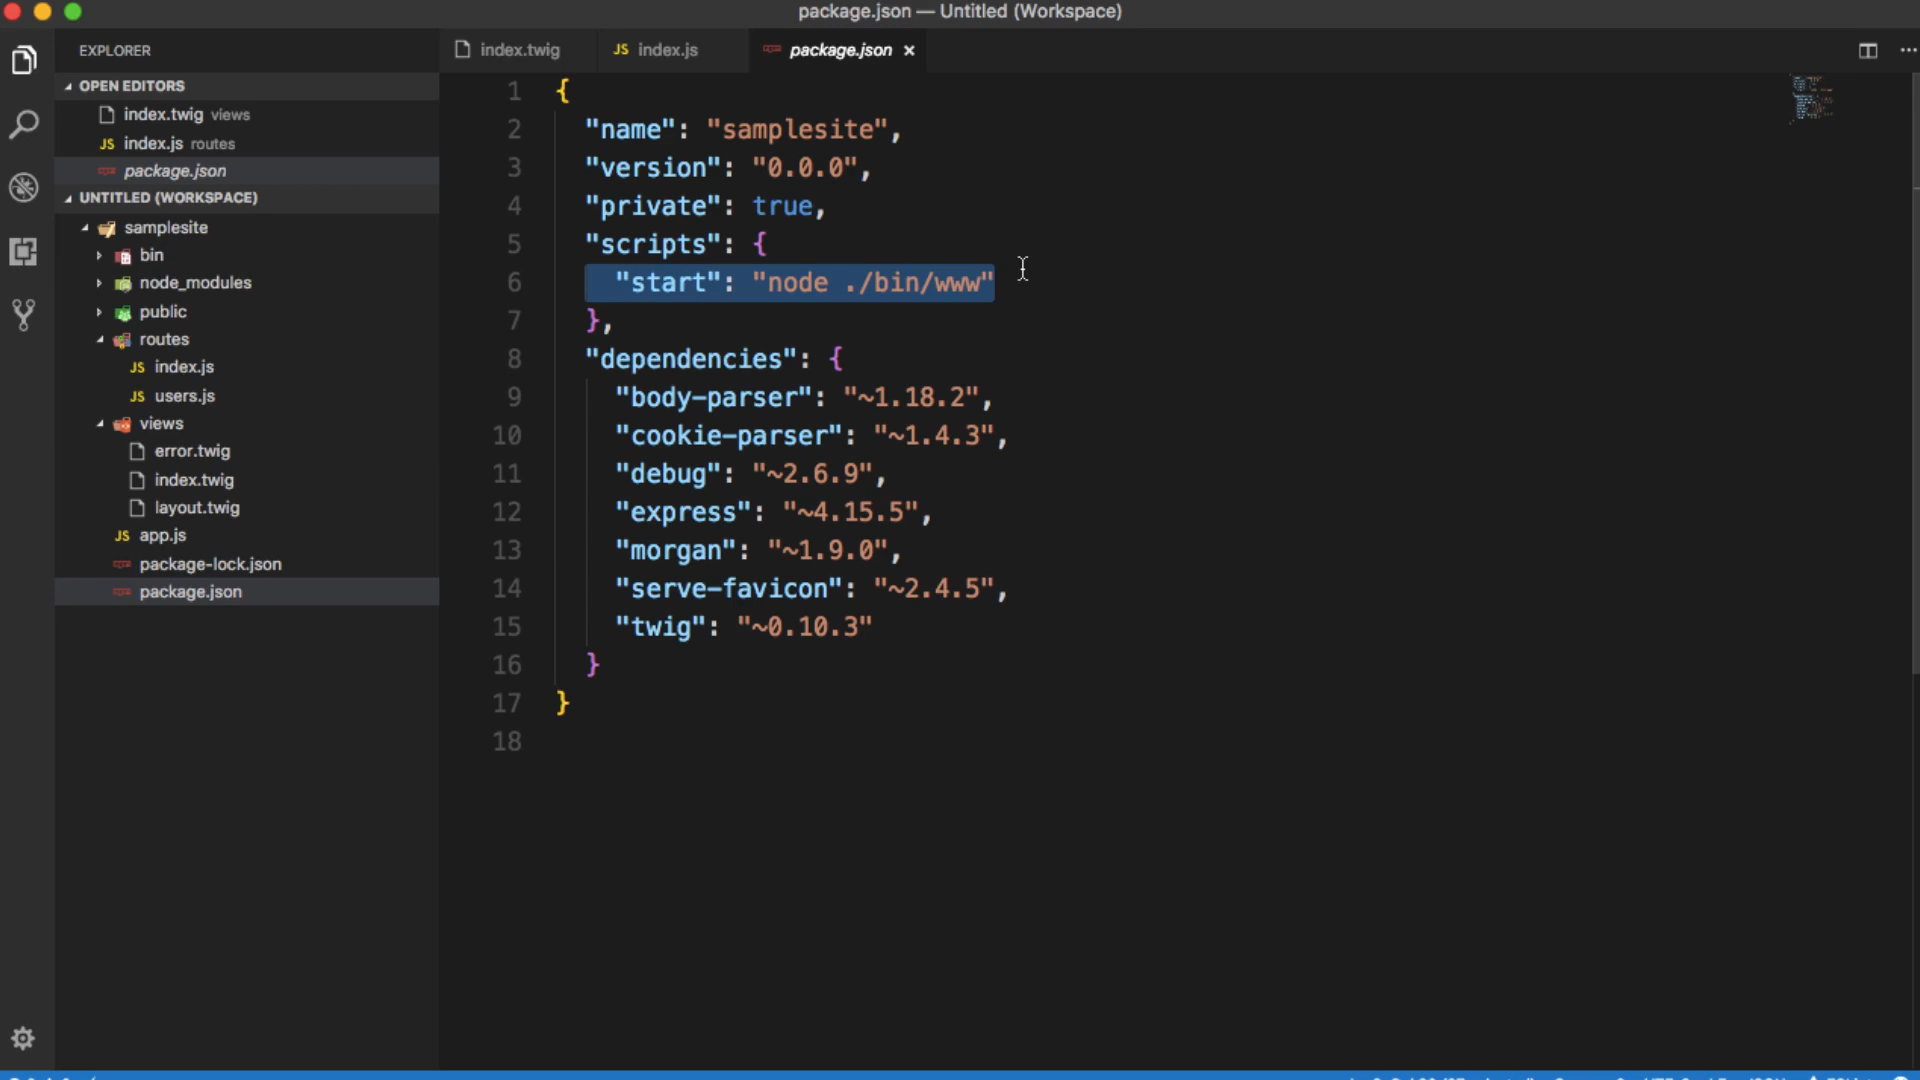 package.json — Untitled (Workspace)
EXPLORER
OPEN EDITORS
index.twig views
JS index.js routes
package.json
UNTITLED (WORKSPACE)
samplesite
bin
node_modules
public
routes
JS index.js
JS users.js
views
error.twig
index.twig
layout.twig
JS app.js
package-lock.json
package.json
index.twig
JS index.js
package.json
1 {
2 "name": "samplesite",
3 "version": "0.0.0",
4 "private": true,
5 "scripts": {
6 "start": "node ./bin/www"
7 },
8 "dependencies": {
9 "body-parser": "~1.18.2",
10 "cookie-parser": "~1.4.3",
11 "debug": "~2.6.9",
12 "express": "~4.15.5",
13 "morgan": "~1.9.0",
14 "serve-favicon": "~2.4.5",
15 "twig": "~0.10.3"
16 }
17 }
18